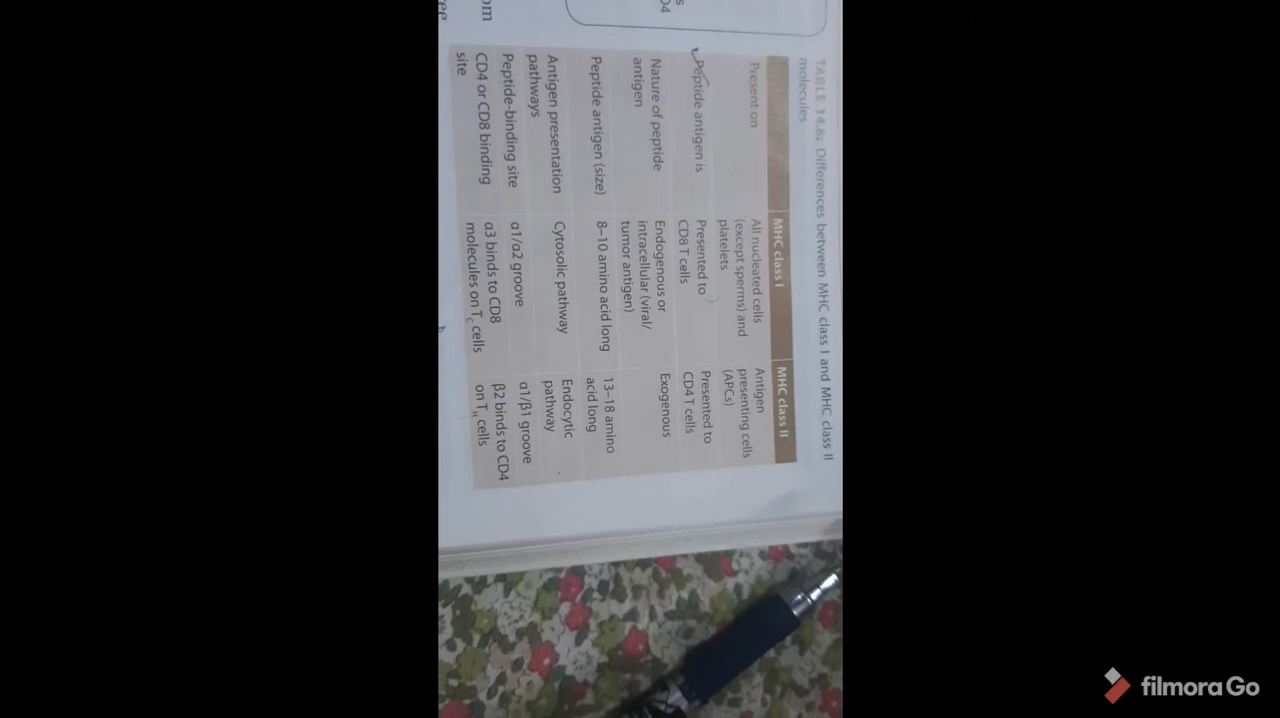 TABLE 14.6: Differences between MHC class I and MHC class II
molecules
MHC class I MHC class II
Present on All nucleated cells Antigen
(except sperms) and presenting cells
platelets (APCs)
Peptide antigen is Presented to Presented to
CD8 T cells CD4 T cells
Nature of peptide Endogenous or Exogenous
antigen intracellular (viral/
tumor antigen)
Peptide antigen (size) 8–10 amino acid long 13–18 amino
acid long
Antigen presentation Cytosolic pathway Endocytic
pathways pathway
Peptide-binding site α1/α2 groove α1/β1 groove
CD4 or CD8 binding α3 binds to CD8 β2 binds to CD4
site molecules on TC cells on TH cells
om
filmoraGo